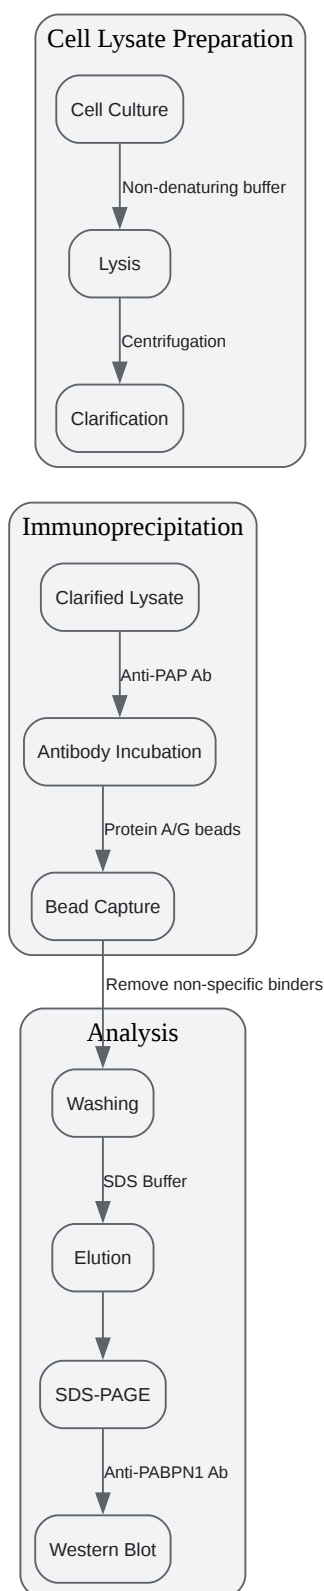 Cell Lysate Preparation
Cell Culture
Non-denaturing buffer
Lysis
Centrifugation
Clarification
Immunoprecipitation
Clarified Lysate
Anti-PAP Ab
Antibody Incubation
Protein A/G beads
Bead Capture
Remove non-specific binders
Analysis
Washing
SDS Buffer
Elution
SDS-PAGE
Anti-PABPN1 Ab
Western Blot